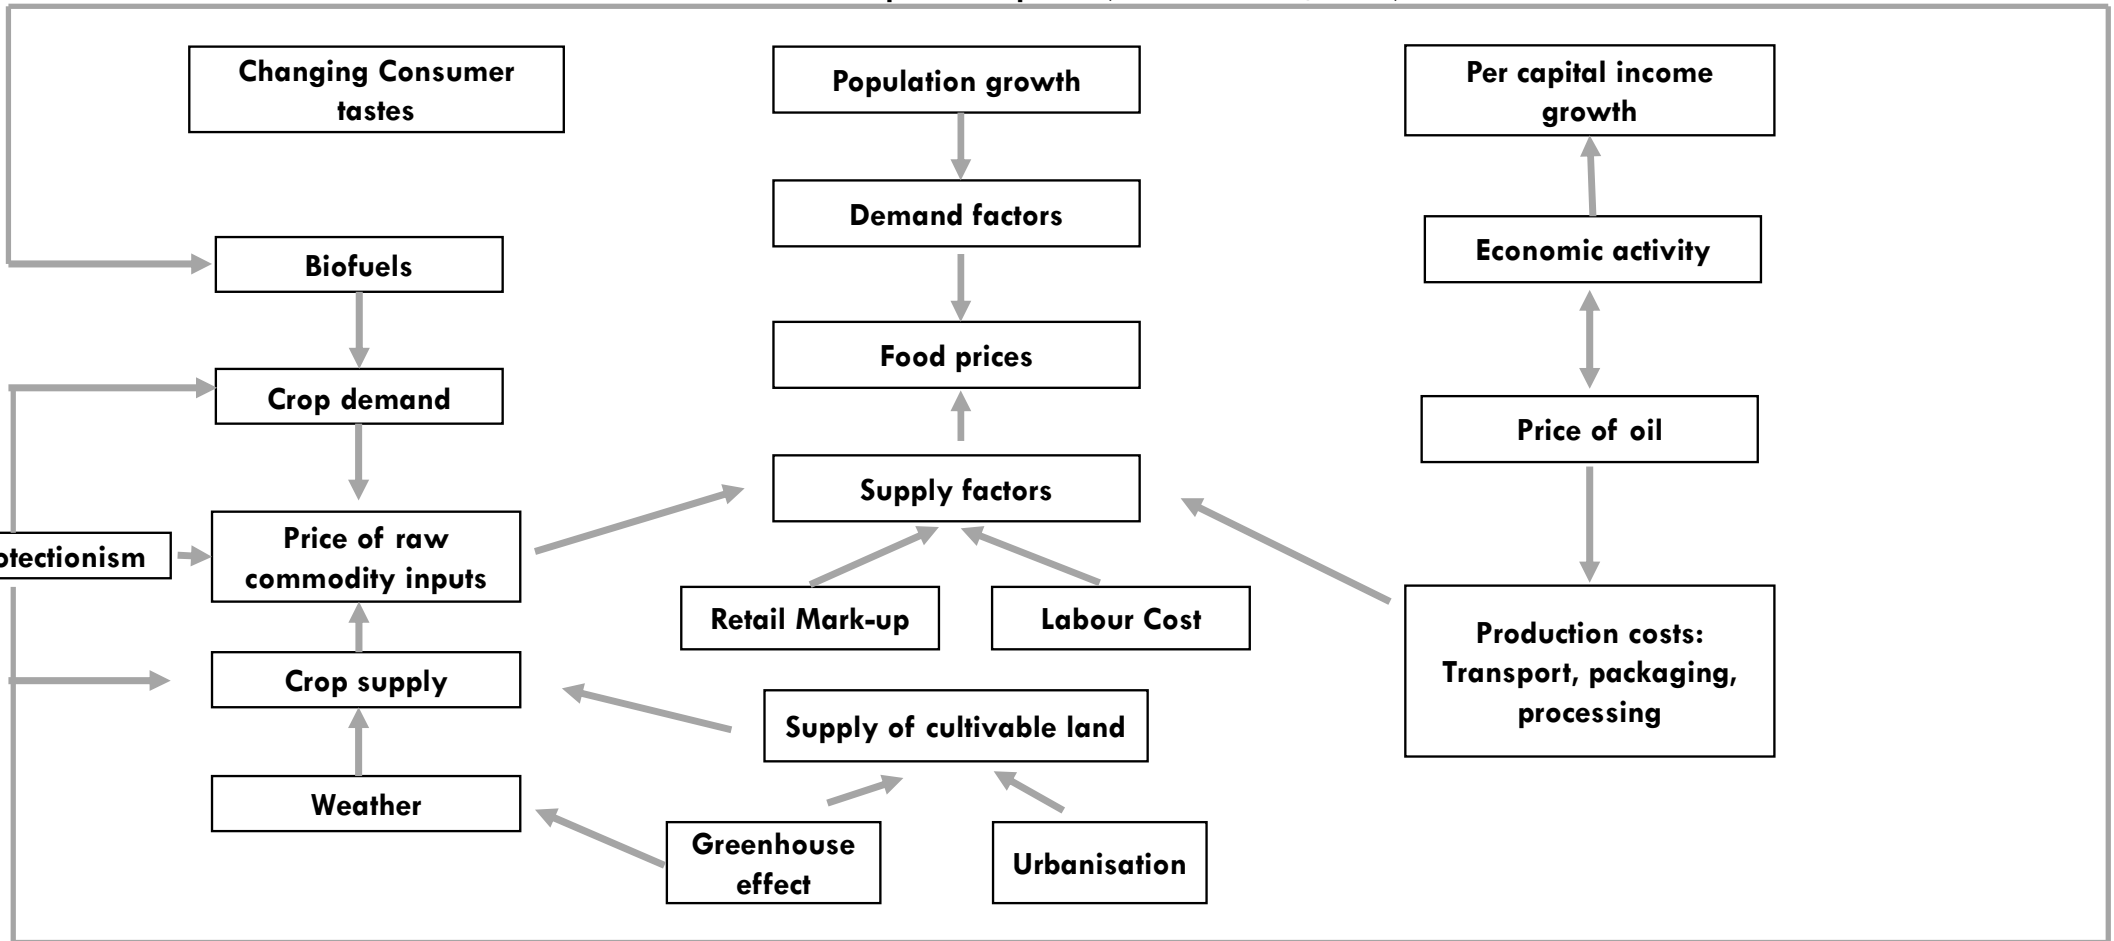 Changing Consumer
tastes
Population growth
Per capital income
growth
Demand factors
Economic activity
Biofuels
Food prices
Crop demand
Price of oil
Supply factors
Price of raw
commodity inputs
otectionism
Retail Mark-up
Labour Cost
Production costs:
Transport, packaging,
processing
Crop supply
Supply of cultivable land
Weather
Greenhouse
effect
Urbanisation